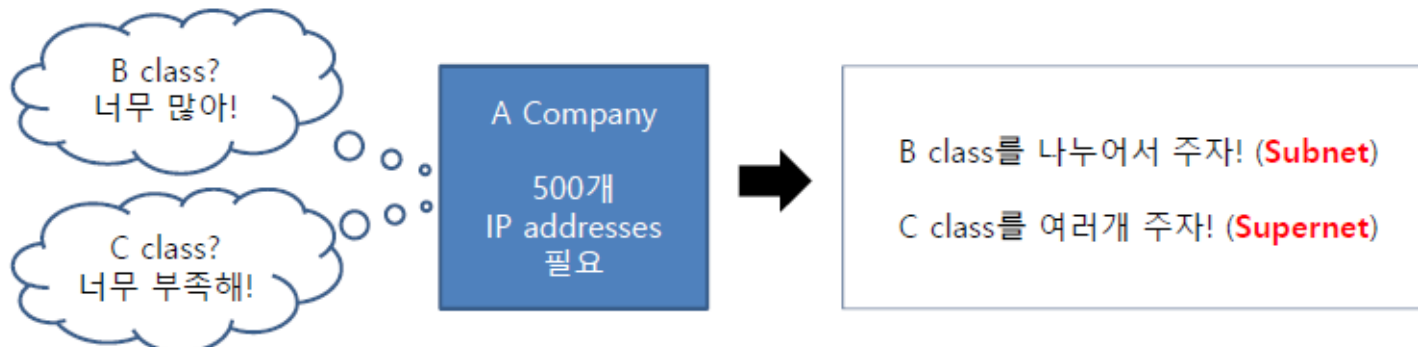 B class?
너무 많아!
C class?
너무 부족해!
A Company
500개
IP addresses
필요
B class를 나누어서 주자! (Subnet)
C class를 여러개 주자! (Supernet)